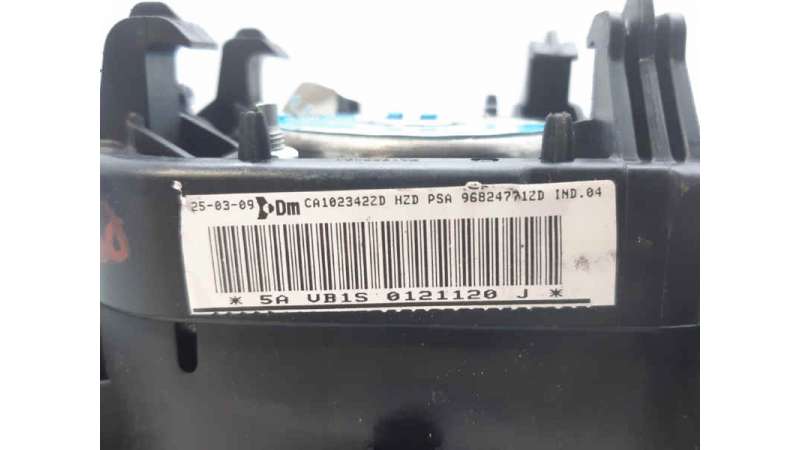 25-03-09 Dm CA102342ZD HZD PSA 96824771ZD IND.04
* 5A VB1S 0121120 J *